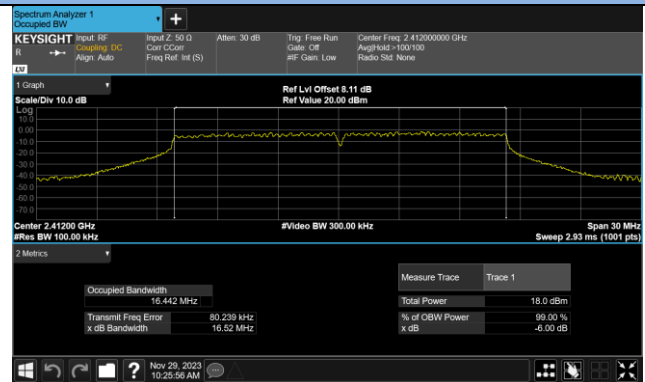 Spectrum Analyzer 1
Occupied BW
KEYSIGHT Input: RF Input Z: 50 Ω Atten: 30 dB Trig: Free Run Center Freq: 2.412000000 GHz
R Coupling: DC Corr CCorr Gate: Off Avg|Hold:>100/100
Align: Auto Freq Ref: Int (S) #IF Gain: Low Radio Std: None
LXI
1 Graph
Ref Lvl Offset 8.11 dB
Scale/Div 10.0 dB Ref Value 20.00 dBm
Log
10.0
0.00
-10.0
-20.0
-30.0
-40.0
-50.0
-60.0
-70.0
Center 2.41200 GHz #Video BW 300.00 kHz Span 30 MHz
#Res BW 100.00 kHz Sweep 2.93 ms (1001 pts)
2 Metrics
Measure Trace Trace 1
Occupied Bandwidth
16.442 MHz Total Power 18.0 dBm
Transmit Freq Error 80.239 kHz % of OBW Power 99.00 %
x dB Bandwidth 16.52 MHz x dB -6.00 dB
? Nov 29, 2023
10:25:56 AM